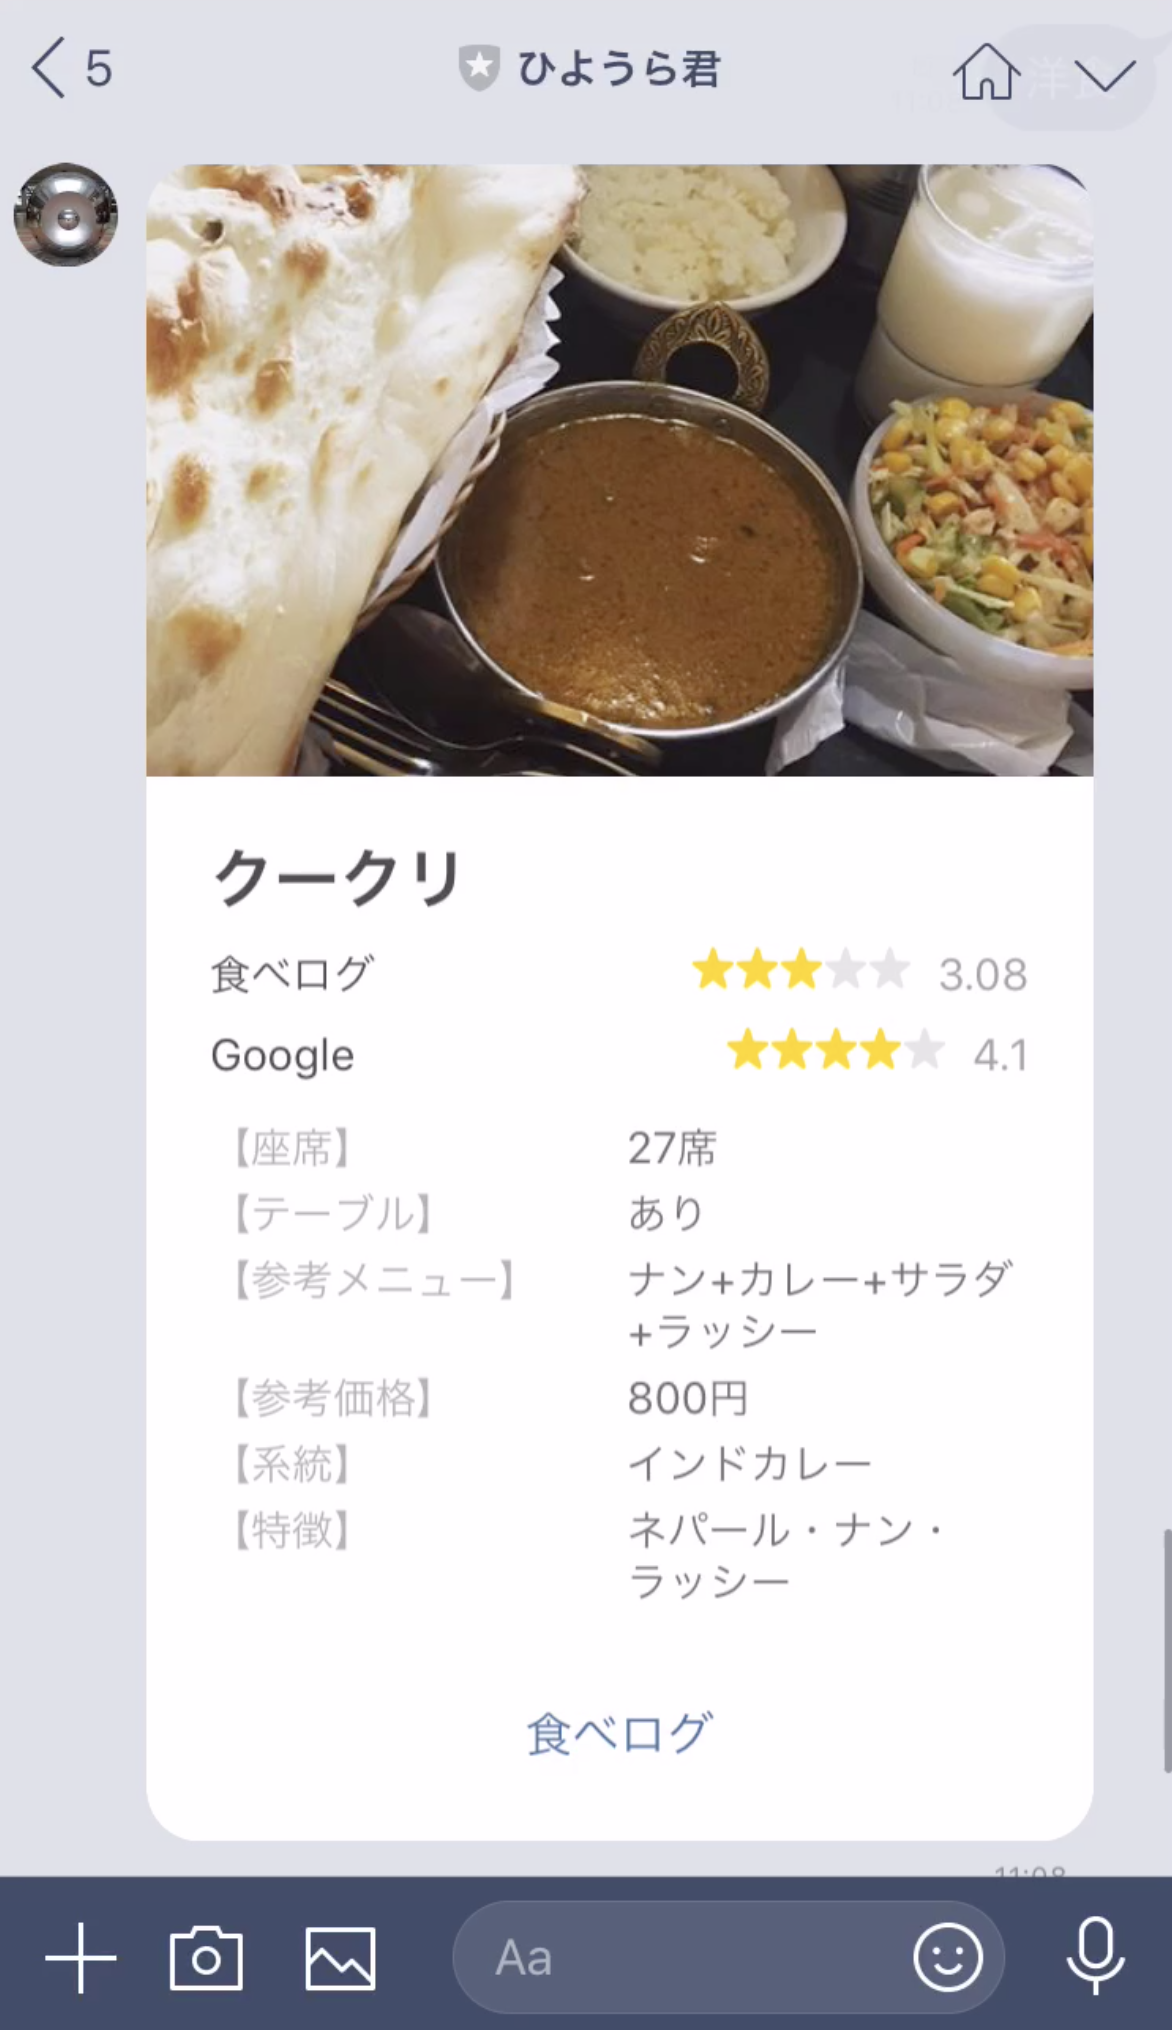 5
ひようら君
洋食
クークリ
食べログ
3.08
Google
4.1
【座席】
27席
【テーブル】
あり
【参考メニュー】
ナン+カレー+サラダ
+ラッシー
【参考価格】
800円
【系統】
インドカレー
【特徴】
ネパール・ナン・
ラッシー
食べログ
11:08
Aa